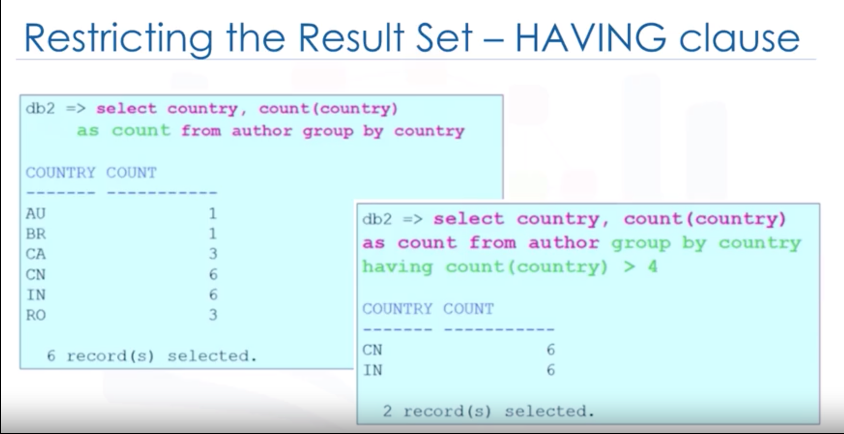 Restricting the Result Set – HAVING clause
db2 => select country, count(country)
as count from author group by country
COUNTRY COUNT
------- -----------
AU 1
BR 1
CA 3
CN 6
IN 6
RO 3
6 record(s) selected.
db2 => select country, count(country)
as count from author group by country
having count(country) > 4
COUNTRY COUNT
------- -----------
CN 6
IN 6
2 record(s) selected.